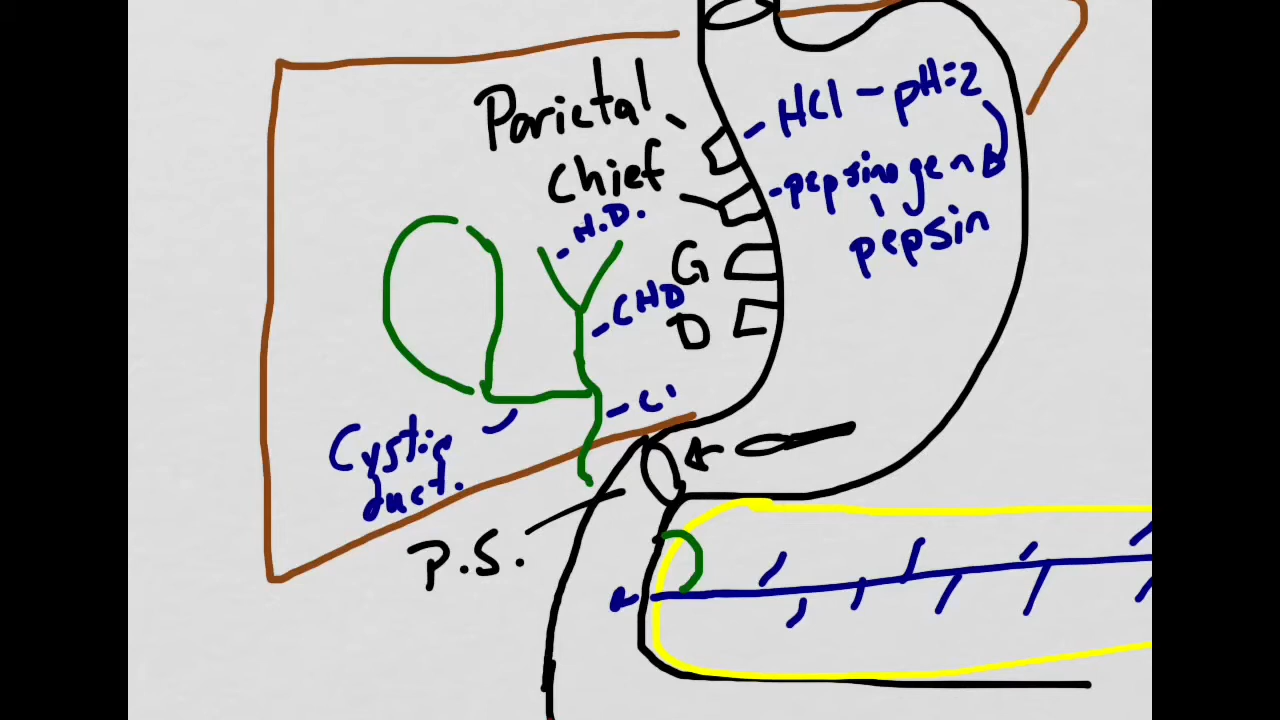 Parietal
HCl - pH=2
Chief
pepsinogen
pepsin
H.D.
G
CHD
D
C
Cystic
duct.
P.S.